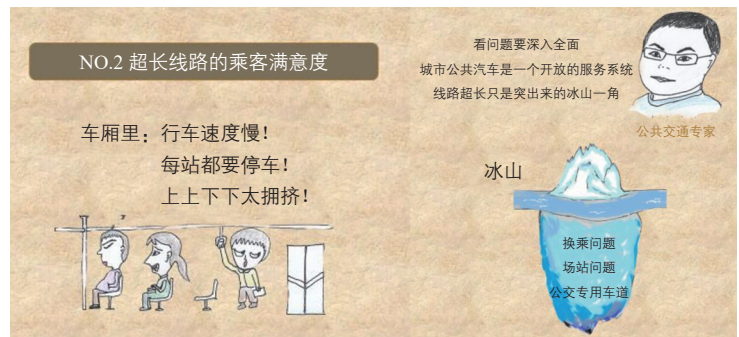 NO.2 超长线路的乘客满意度
车厢里：行车速度慢！
每站都要停车！
上上下下太拥挤！
看问题要深入全面
城市公共汽车是一个开放的服务系统
线路超长只是突出来的冰山一角
公共交通专家
冰山
换乘问题
场站问题
公交专用车道